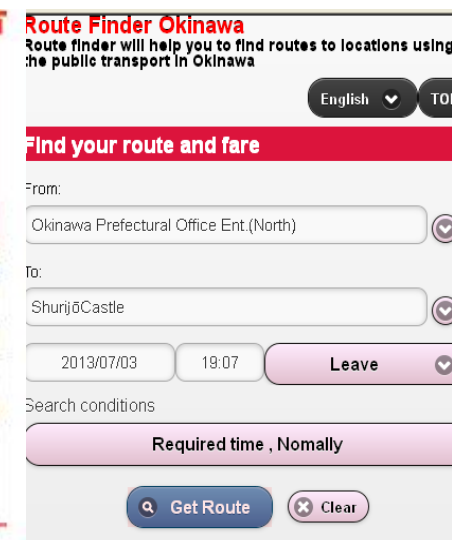 Route Finder Okinawa
Route finder will help you to find routes to locations using
the public transport in Okinawa
English
Find your route and fare
From:
Okinawa Prefectural Office Ent.(North)
To:
ShurijōCastle
2013/07/03 19:07 Leave
Search conditions
Required time , Nomally
Get Route Clear